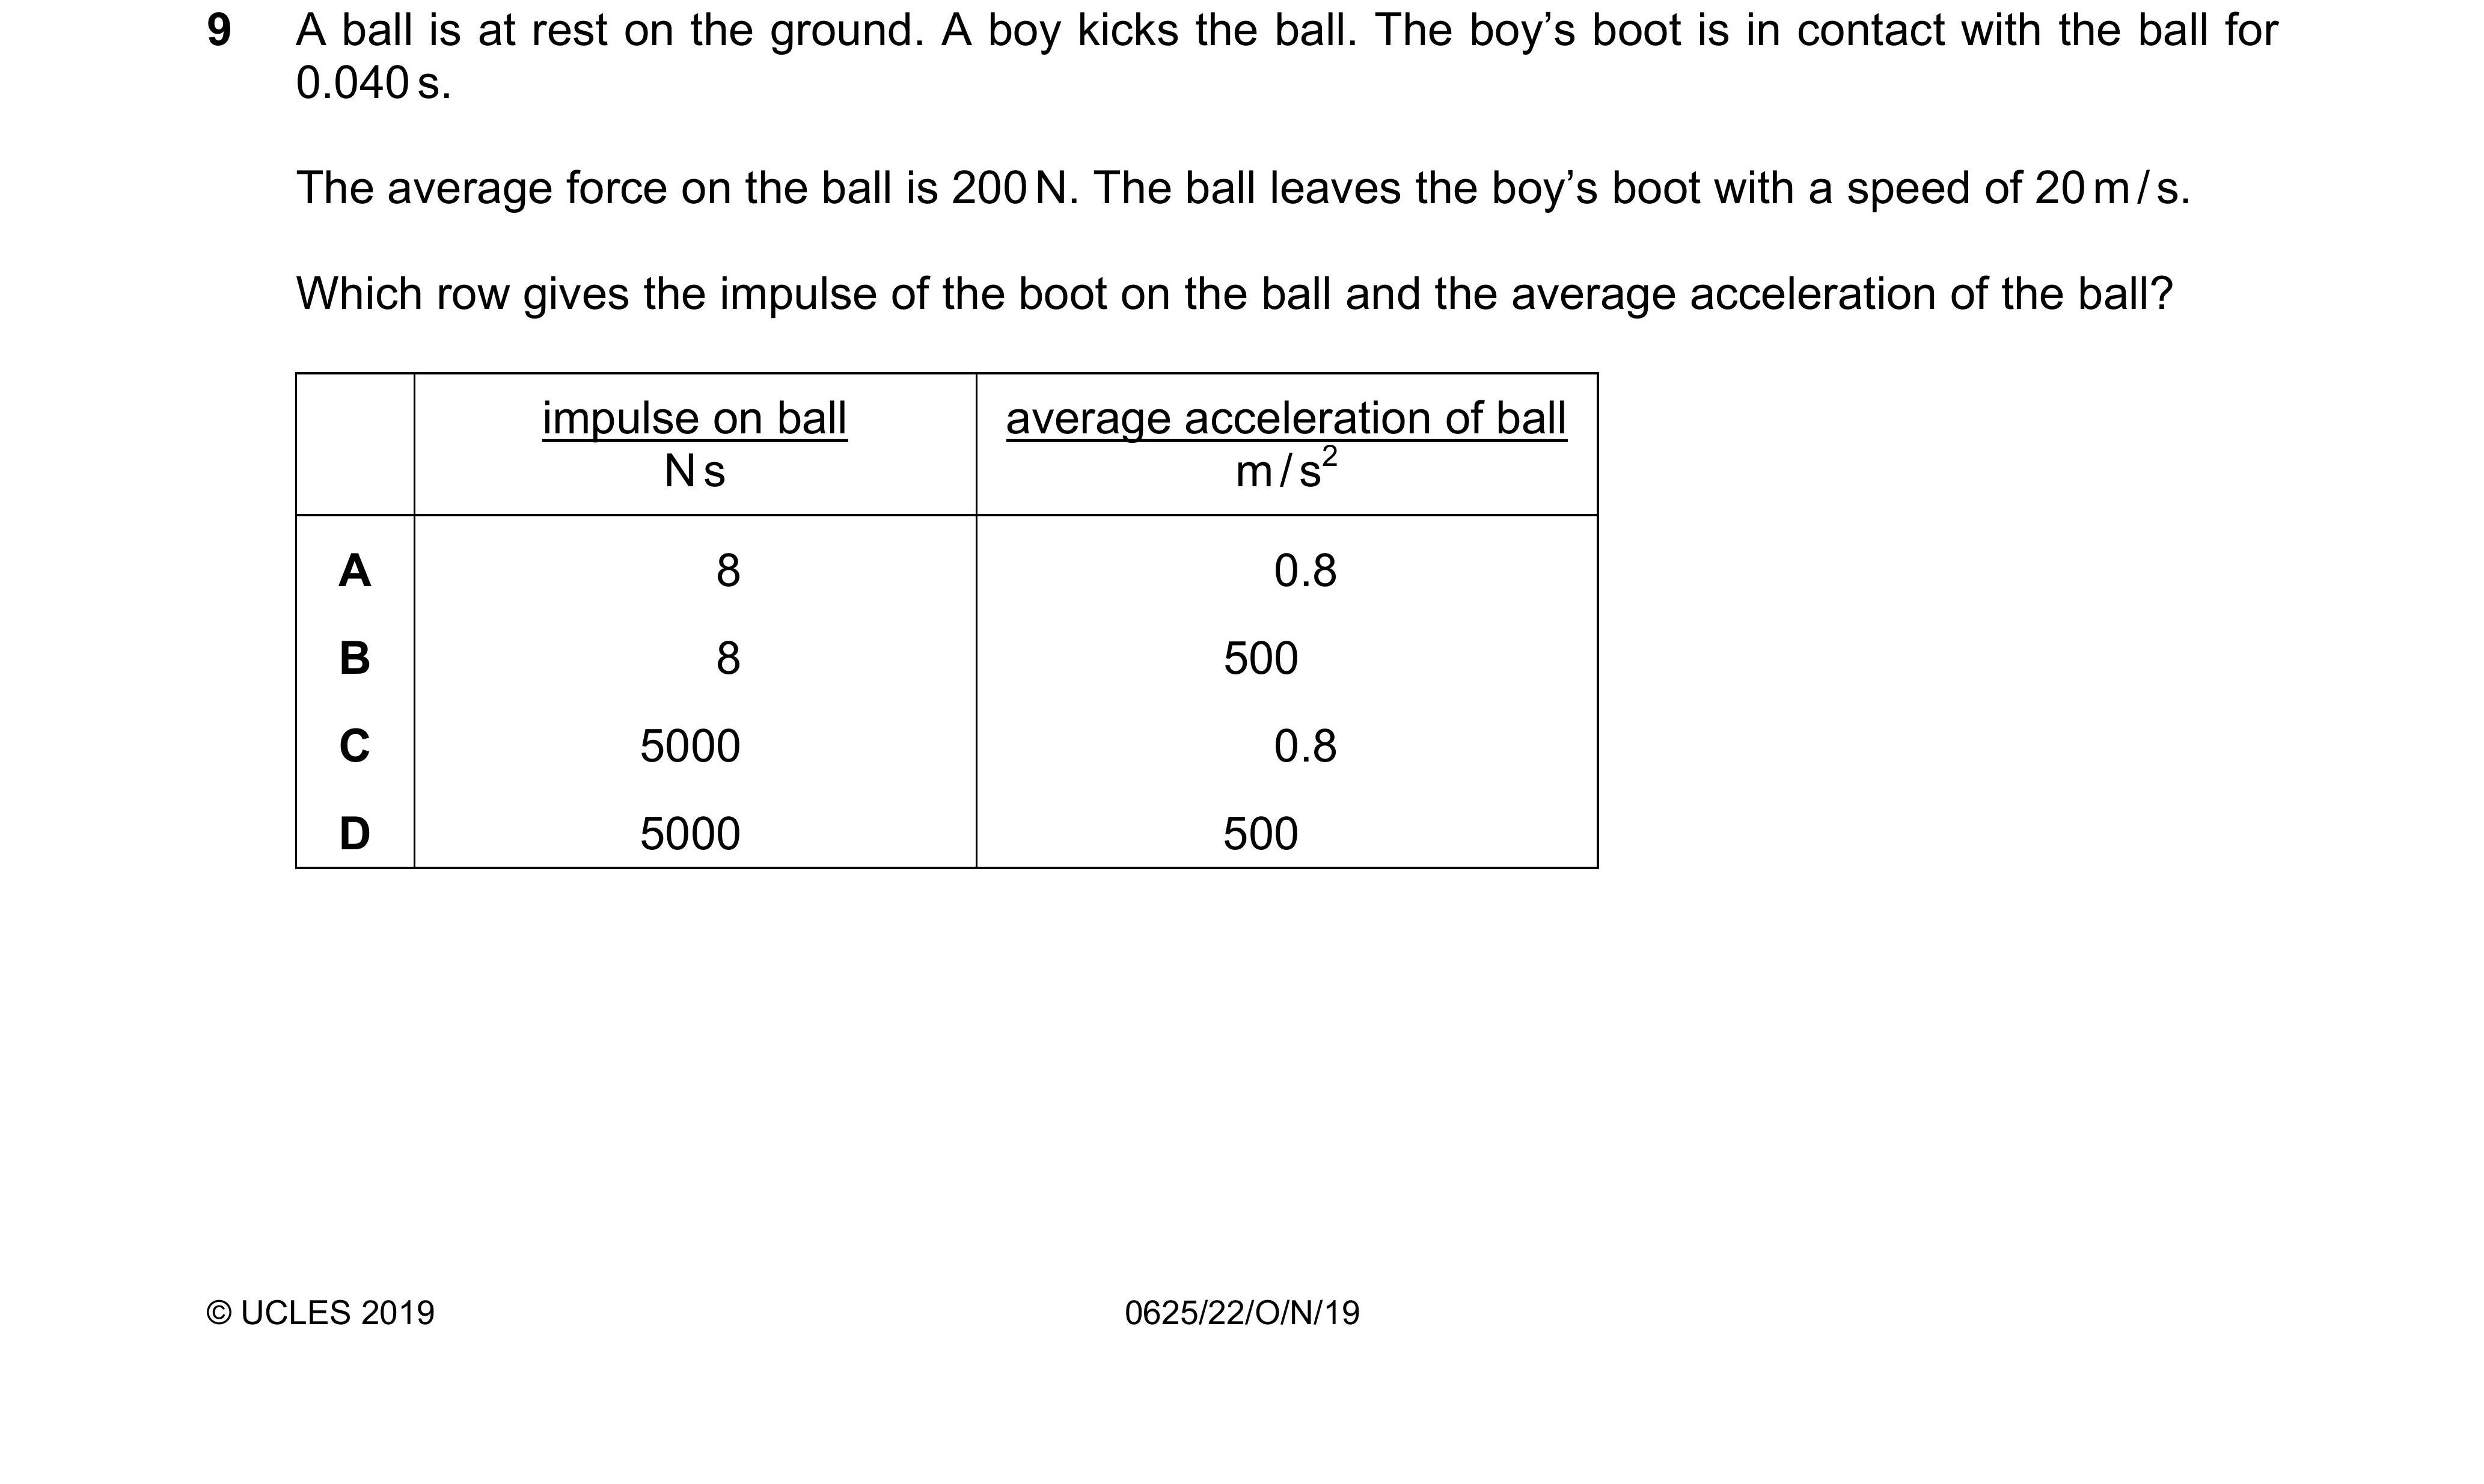 9 A ball is at rest on the ground. A boy kicks the ball. The boy’s boot is in contact with the ball for
0.040 s.
The average force on the ball is 200 N. The ball leaves the boy’s boot with a speed of 20 m / s.
Which row gives the impulse of the boot on the ball and the average acceleration of the ball?
impulse on ball average acceleration of ball
N s m / s²
A 8 0.8
B 8 500
C 5000 0.8
D 5000 500
© UCLES 2019 0625/22/O/N/19